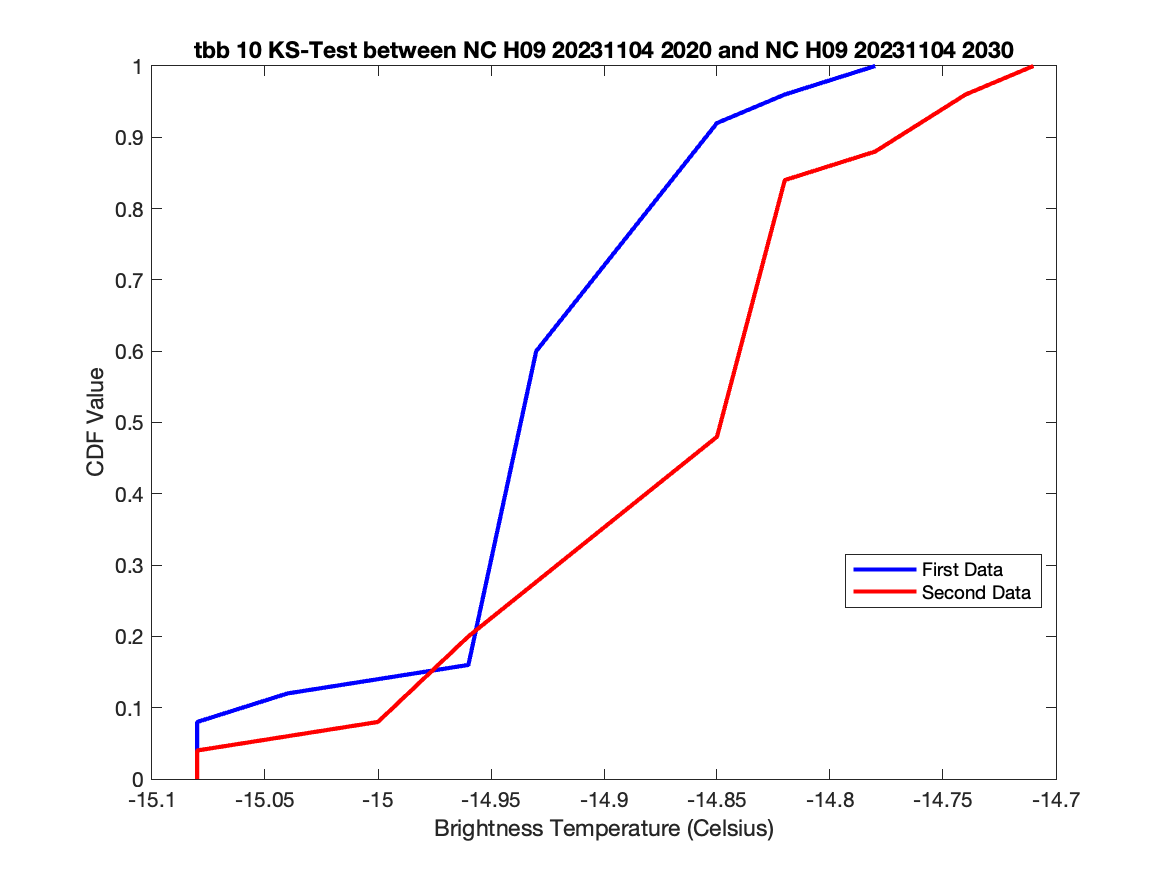 tbb 10 KS-Test between NC H09 20231104 2020 and NC H09 20231104 2030
1
0.9
0.8
0.7
0.6
0.5
0.4
0.3
0.2
0.1
0
CDF Value
First Data
Second Data
-15.1 -15.05 -15 -14.95 -14.9 -14.85 -14.8 -14.75 -14.7
Brightness Temperature (Celsius)